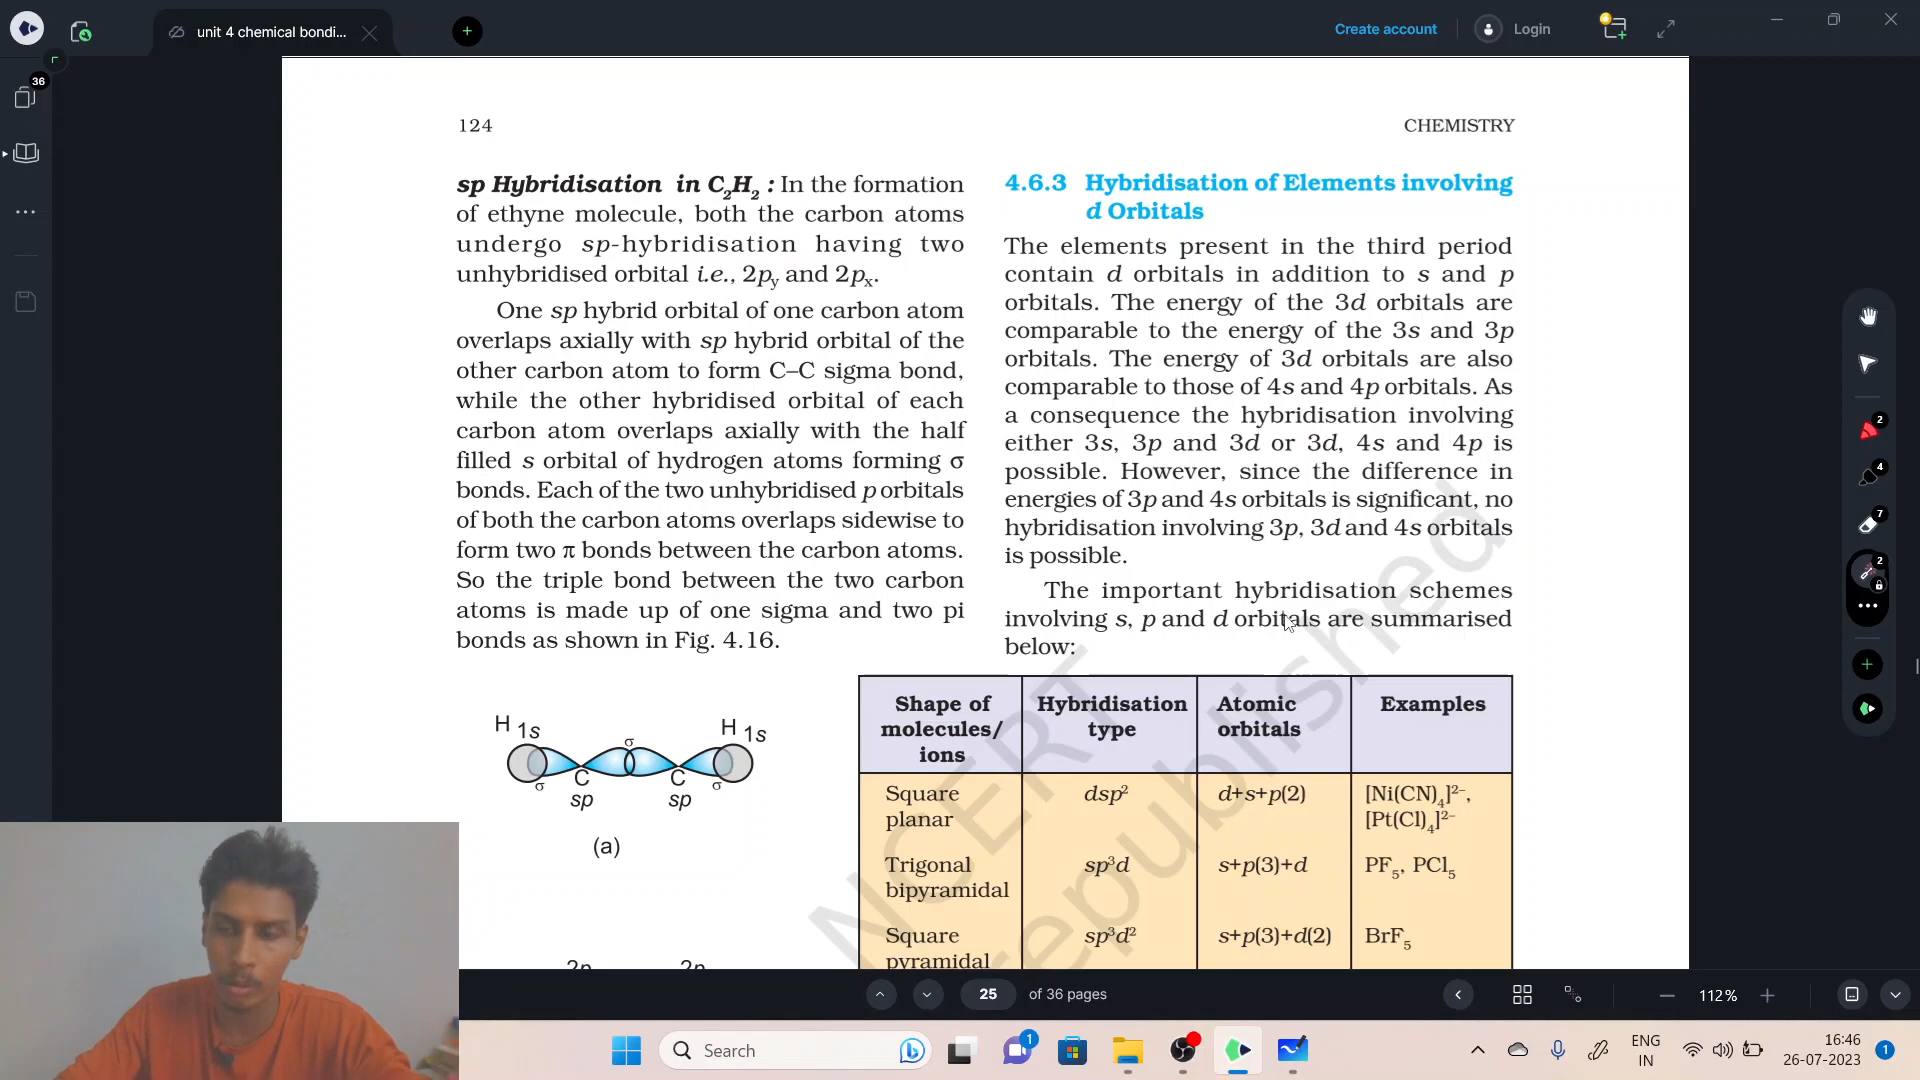 unit 4 chemical bondi...
Create account
Login
36
124
CHEMISTRY
sp Hybridisation in C₂H₂ : In the formation
of ethyne molecule, both the carbon atoms
undergo sp-hybridisation having two
unhybridised orbital i.e., 2py and 2px.
One sp hybrid orbital of one carbon atom
overlaps axially with sp hybrid orbital of the
other carbon atom to form C–C sigma bond,
while the other hybridised orbital of each
carbon atom overlaps axially with the half
filled s orbital of hydrogen atoms forming σ
bonds. Each of the two unhybridised p orbitals
of both the carbon atoms overlaps sidewise to
form two π bonds between the carbon atoms.
So the triple bond between the two carbon
atoms is made up of one sigma and two pi
bonds as shown in Fig. 4.16.
H 1s
H 1s
σ
σ
σ
C
C
sp
sp
(a)
2p
2p
4.6.3 Hybridisation of Elements involving
d Orbitals
The elements present in the third period
contain d orbitals in addition to s and p
orbitals. The energy of the 3d orbitals are
comparable to the energy of the 3s and 3p
orbitals. The energy of 3d orbitals are also
comparable to those of 4s and 4p orbitals. As
a consequence the hybridisation involving
either 3s, 3p and 3d or 3d, 4s and 4p is
possible. However, since the difference in
energies of 3p and 4s orbitals is significant, no
hybridisation involving 3p, 3d and 4s orbitals
is possible.
The important hybridisation schemes
involving s, p and d orbitals are summarised
below:
Shape of molecules/ ions
Hybridisation type
Atomic orbitals
Examples
Square planar
dsp²
d+s+p(2)
[Ni(CN)₄]²⁻,
[Pt(Cl)₄]²⁻
Trigonal bipyramidal
sp³d
s+p(3)+d
PF₅, PCl₅
Square pyramidal
sp³d²
s+p(3)+d(2)
BrF₅
NCERT
republished
2
4
7
2
25 of 36 pages
112%
Search
1
ENG
IN
16:46
26-07-2023
1